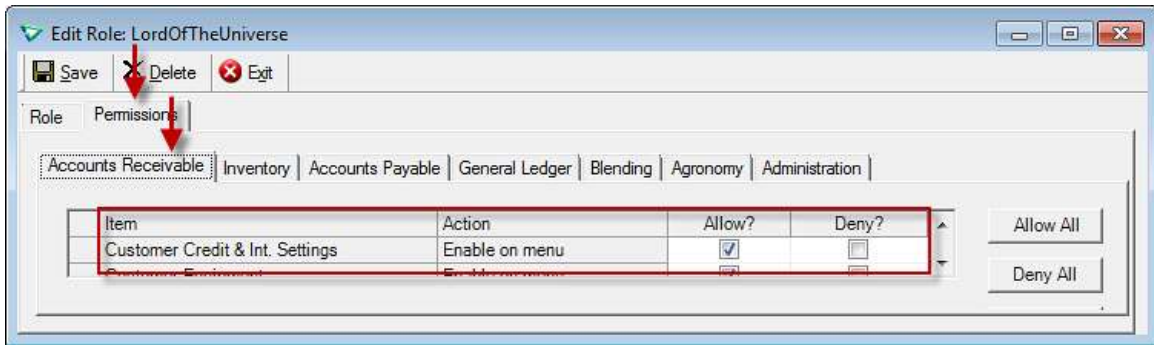 Edit Role: LordOfTheUniverse
Save Delete Exit
Role Permissions
Accounts Receivable Inventory Accounts Payable General Ledger Blending Agronomy Administration
Item Action Allow? Deny?
Customer Credit & Int. Settings Enable on menu
Allow All
Deny All